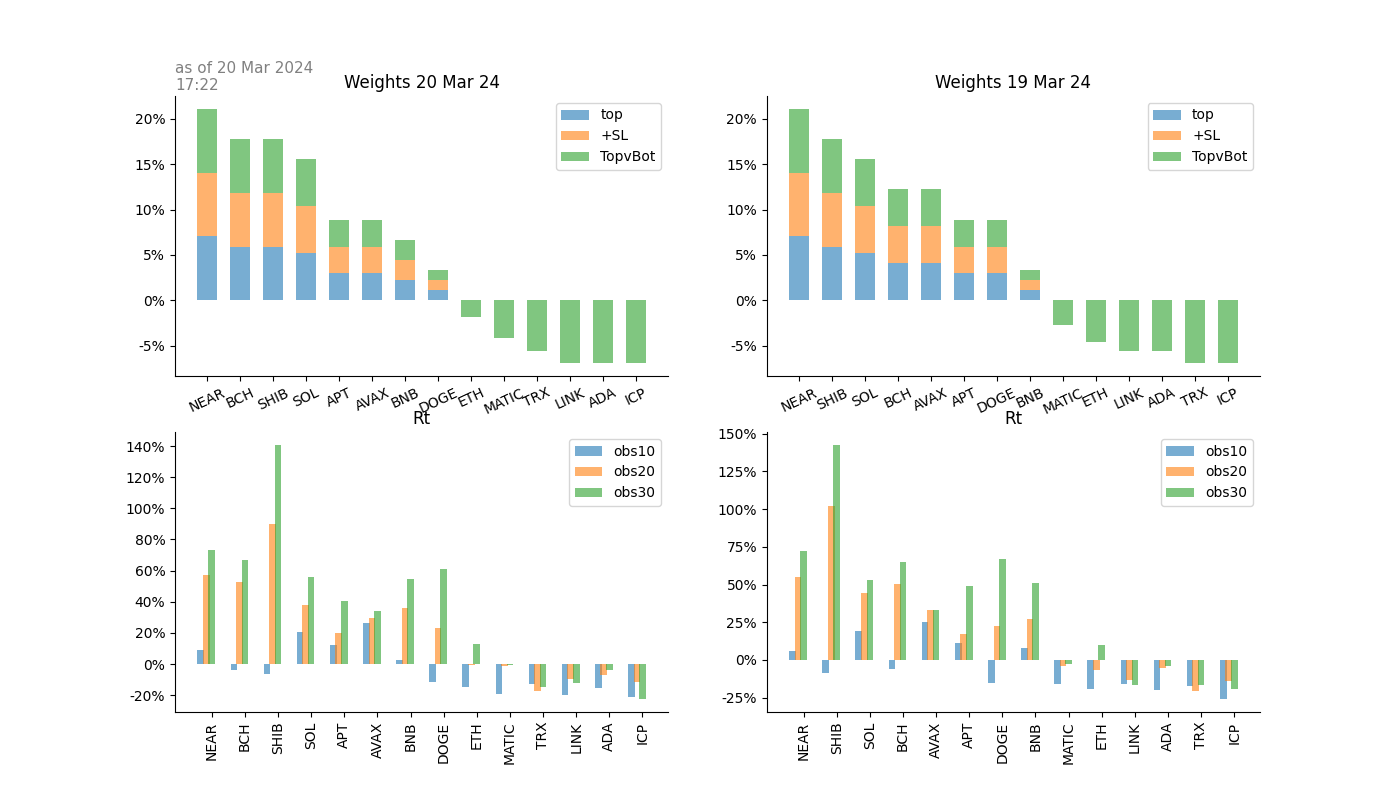 as of 20 Mar 2024
17:22
Weights 20 Mar 24
20%
15%
10%
5%
0%
-5%
top
+SL
TopvBot
NEAR BCH SHIB SOL APT AVAX BNB DOGE ETH MATIC TRX LINK ADA ICP
Weights 19 Mar 24
20%
15%
10%
5%
0%
-5%
top
+SL
TopvBot
NEAR SHIB SOL BCH AVAX APT DOGE BNB MATIC ETH LINK ADA TRX ICP
Rt
140%
120%
100%
80%
60%
40%
20%
0%
-20%
obs10
obs20
obs30
NEAR BCH SHIB SOL APT AVAX BNB DOGE ETH MATIC TRX LINK ADA ICP
Rt
150%
125%
100%
75%
50%
25%
0%
-25%
obs10
obs20
obs30
NEAR SHIB SOL BCH AVAX APT DOGE BNB MATIC ETH LINK ADA TRX ICP